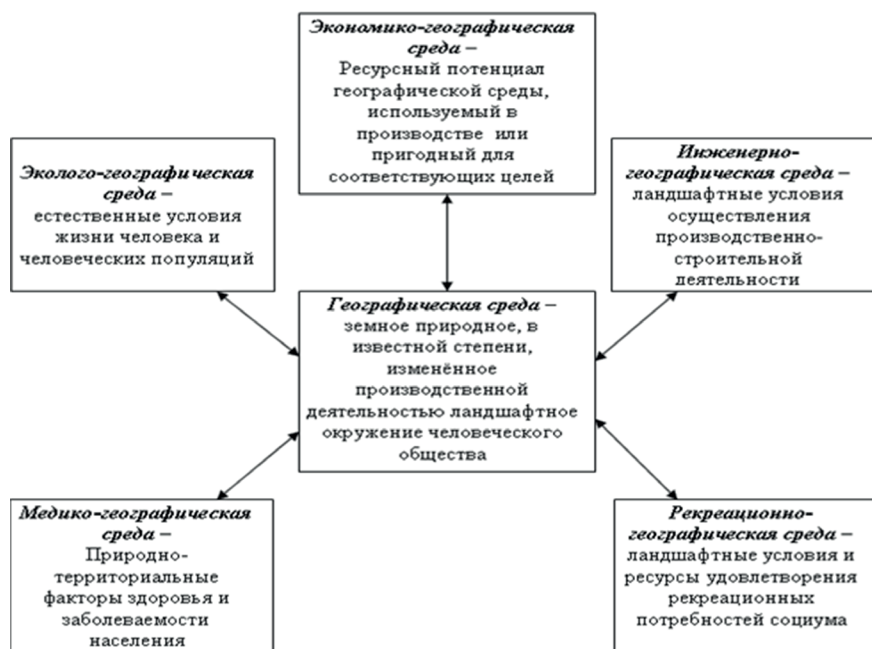 Экономико-географическая
среда –
Ресурсный потенциал
географической среды,
используемый в
производстве или
пригодный для
соответствующих целей
Эколого-географическая
среда –
естественные условия
жизни человека и
человеческих популяций
Инженерно-
географическая среда –
ландшафтные условия
осуществления
производственно-
строительной
деятельности
Географическая среда –
земное природное, в
известной степени,
изменённое
производственной
деятельностью ландшафтное
окружение человеческого
общества
Медико-географическая
среда –
Природно-
территориальные
факторы здоровья и
заболеваемости
населения
Рекреационно-
географическая среда –
ландшафтные условия и
ресурсы удовлетворения
рекреационных
потребностей социума